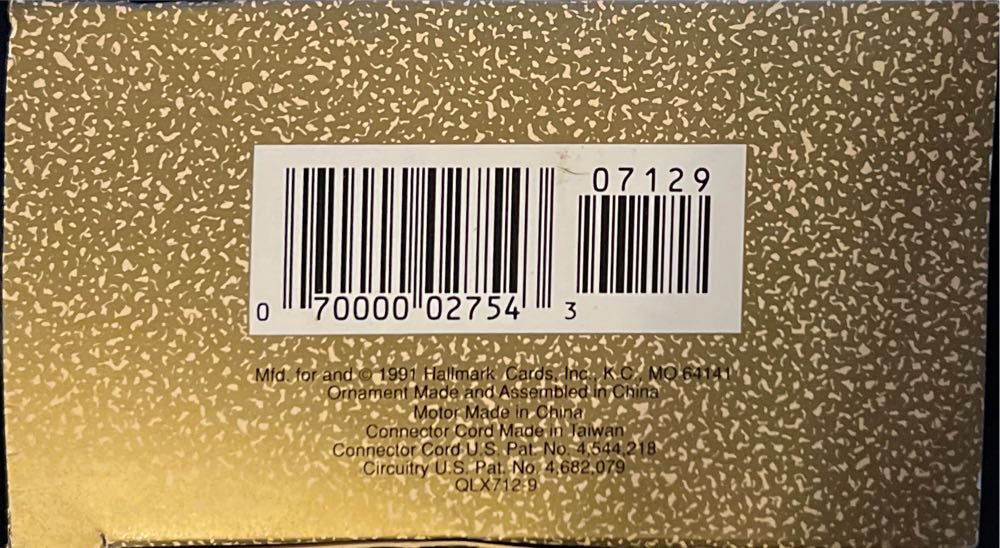 07129
0 70000 02754 3
Mfd. for and © 1991 Hallmark Cards, Inc., K.C., MO 64141
Ornament Made and Assembled in China
Motor Made in China
Connector Cord Made in Taiwan
Connector Cord U.S. Pat. No. 4,544,218
Circuitry U.S. Pat. No. 4,682,079
QLX712-9